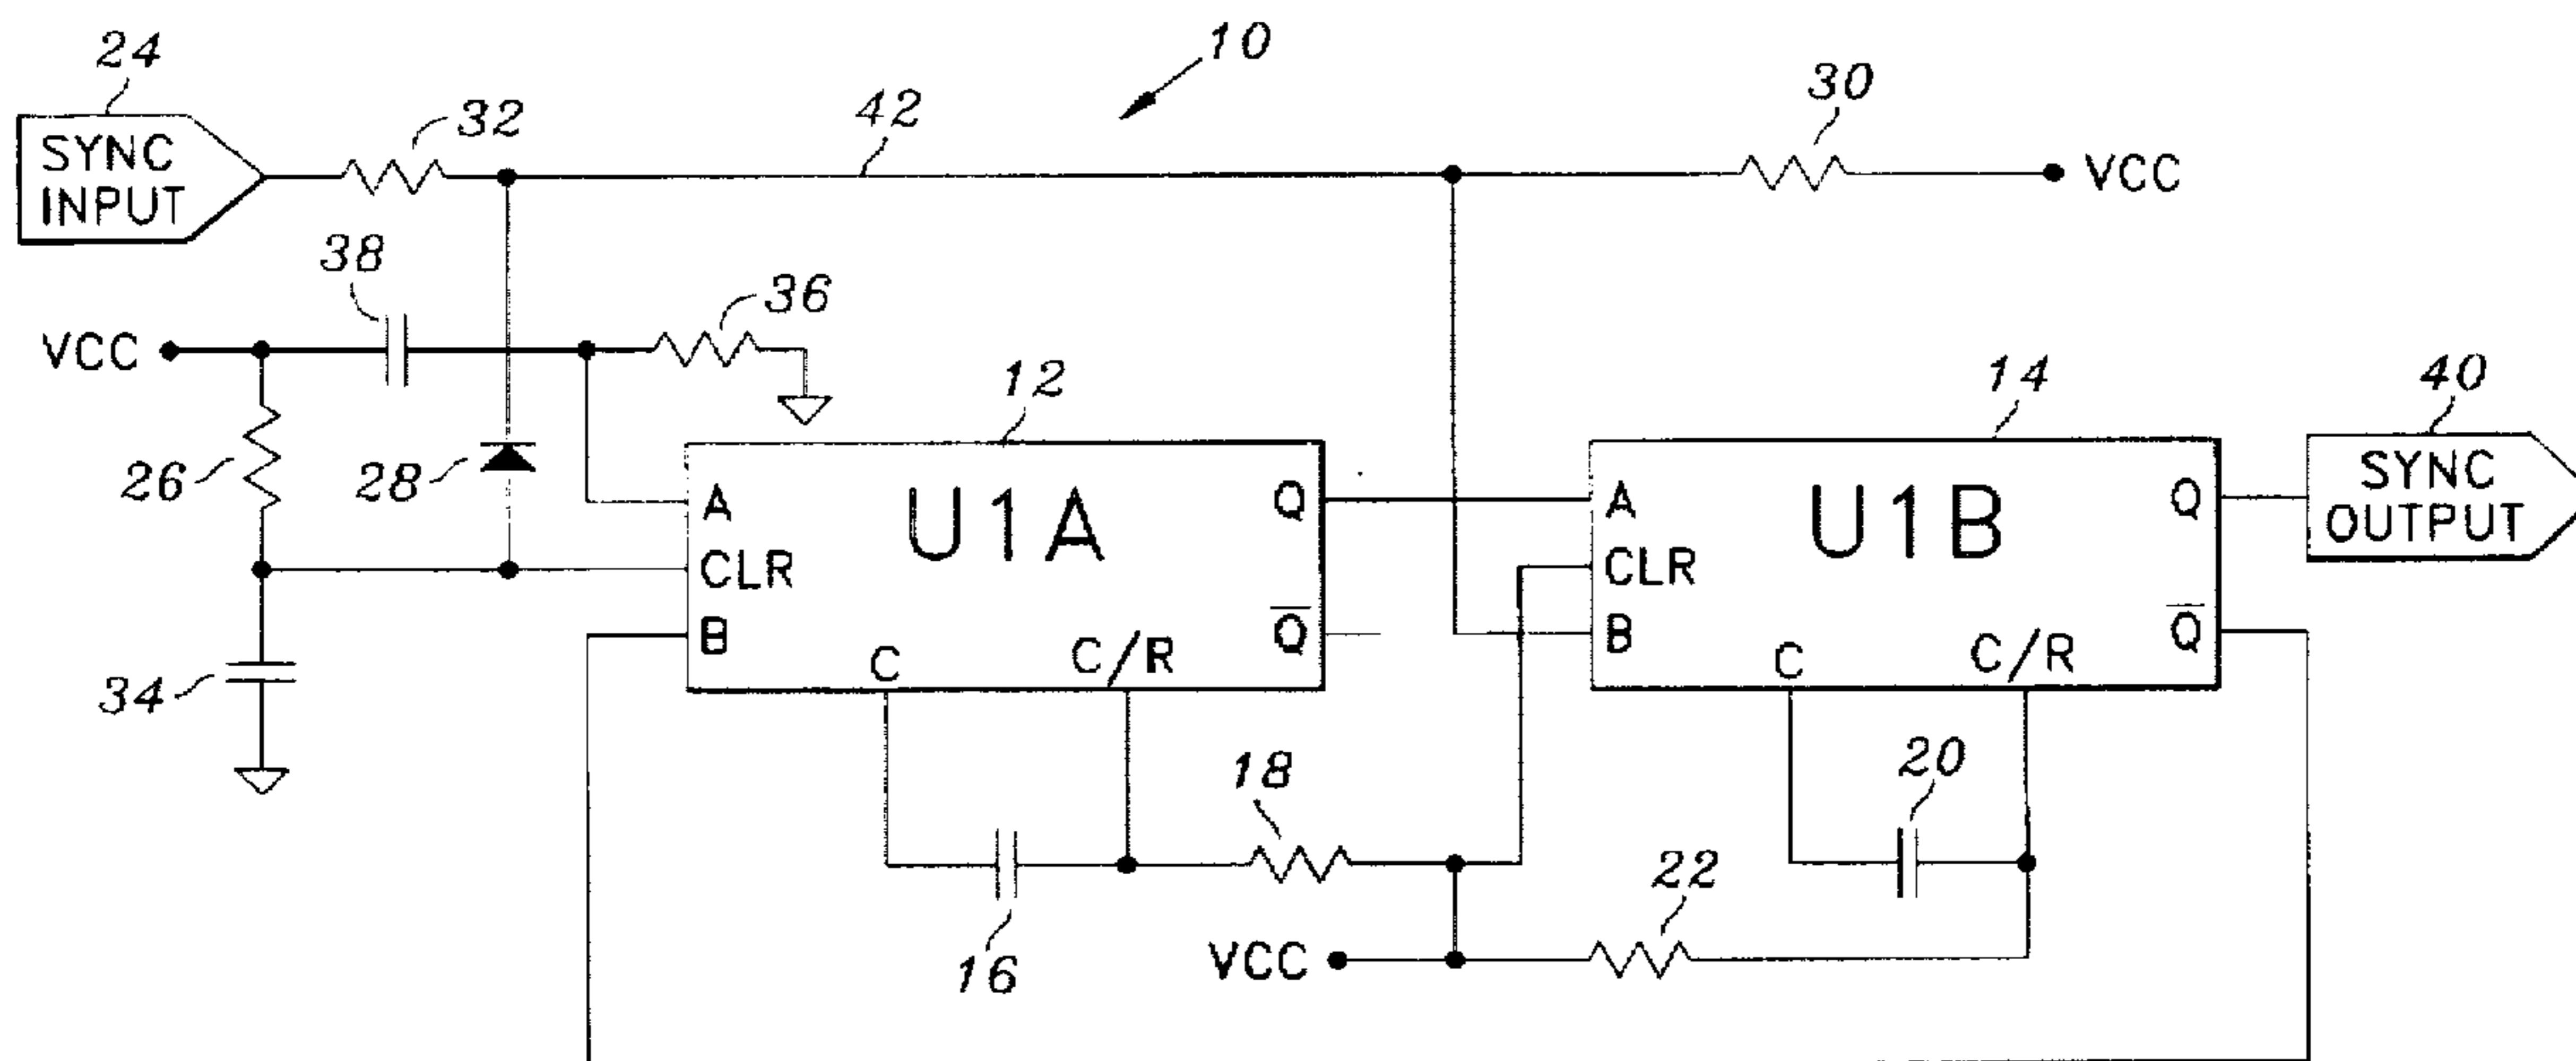 10
24
32
42
30
SYNC
INPUT
VCC
38
36
VCC
12
14
40
26
28
A
U1A
Q
A
U1B
Q
SYNC
OUTPUT
CLR
CLR
B
C
C/R
Q̅
B
C
C/R
Q̅
34
18
20
22
16
VCC